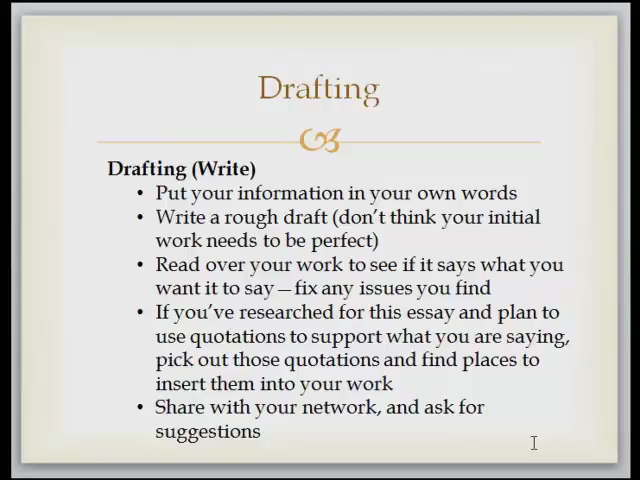 Drafting
Drafting (Write)
• Put your information in your own words
• Write a rough draft (don't think your initial
work needs to be perfect)
• Read over your work to see if it says what you
want it to say—fix any issues you find
• If you've researched for this essay and plan to
use quotations to support what you are saying,
pick out those quotations and find places to
insert them into your work
• Share with your network, and ask for
suggestions